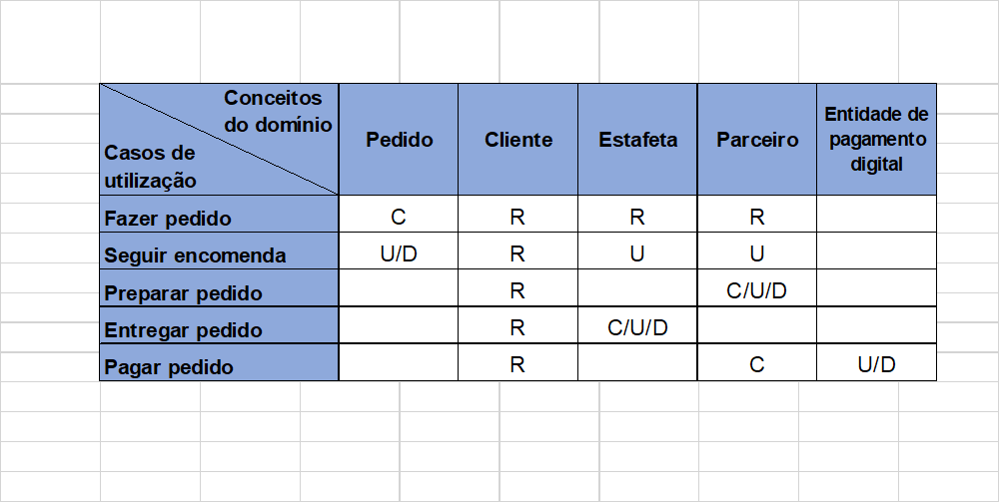 Conceitos
do domínio
Casos de
utilização
Pedido
Cliente
Estafeta
Parceiro
Entidade de
pagamento
digital
Fazer pedido C R R R
Seguir encomenda U/D R U U
Preparar pedido R C/U/D
Entregar pedido R C/U/D
Pagar pedido R C U/D